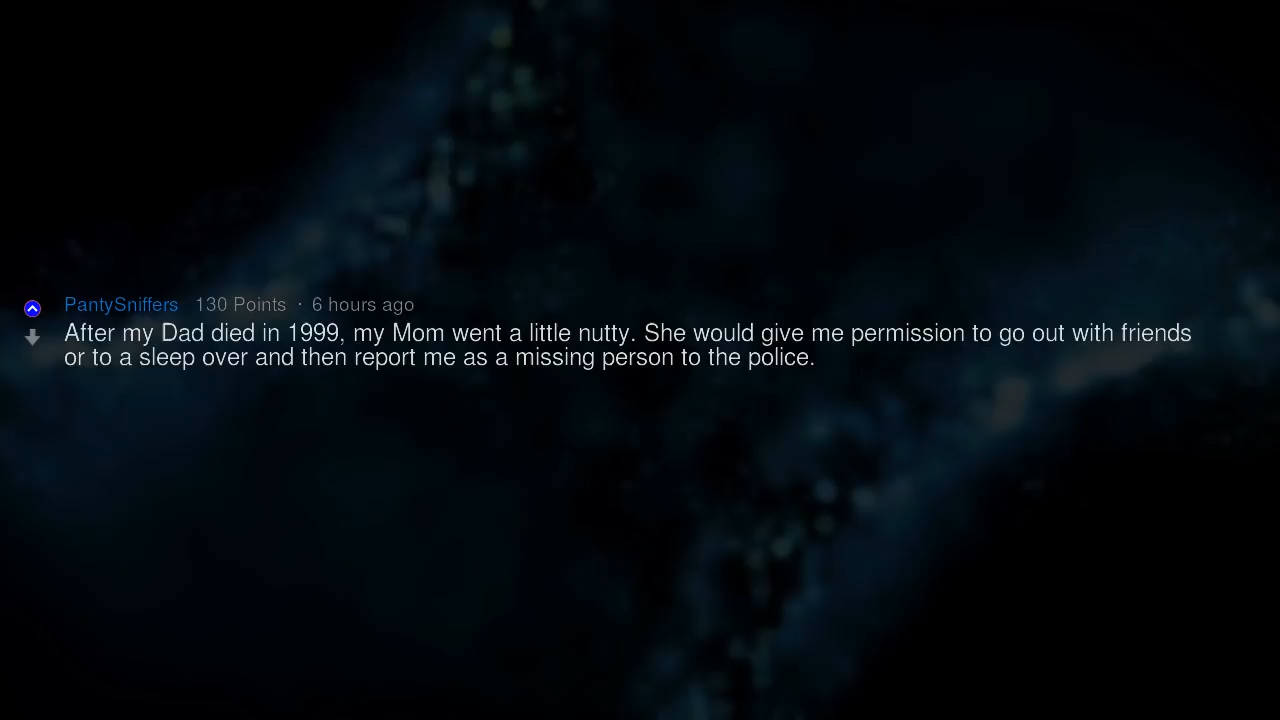 PantySniffers 130 Points · 6 hours ago
After my Dad died in 1999, my Mom went a little nutty. She would give me permission to go out with friends
or to a sleep over and then report me as a missing person to the police.